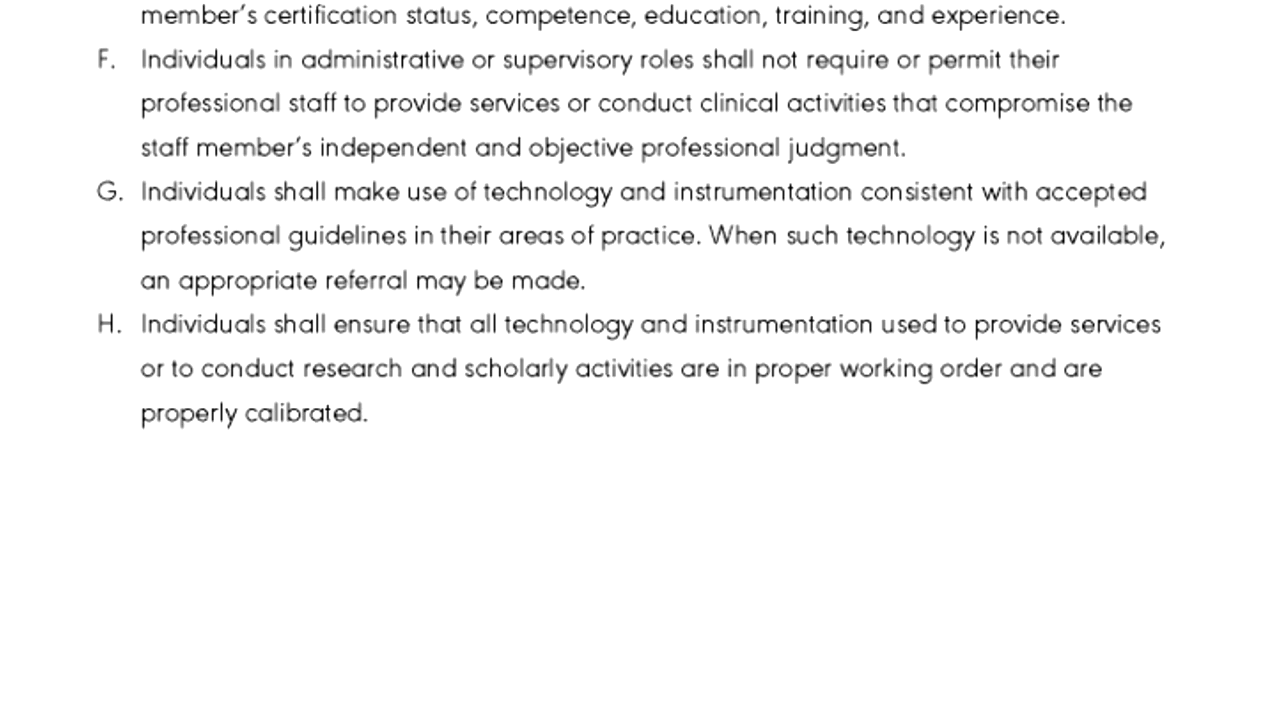 member's certification status, competence, education, training, and experience.
F. Individuals in administrative or supervisory roles shall not require or permit their
professional staff to provide services or conduct clinical activities that compromise the
staff member's independent and objective professional judgment.
G. Individuals shall make use of technology and instrumentation consistent with accepted
professional guidelines in their areas of practice. When such technology is not available,
an appropriate referral may be made.
H. Individuals shall ensure that all technology and instrumentation used to provide services
or to conduct research and scholarly activities are in proper working order and are
properly calibrated.